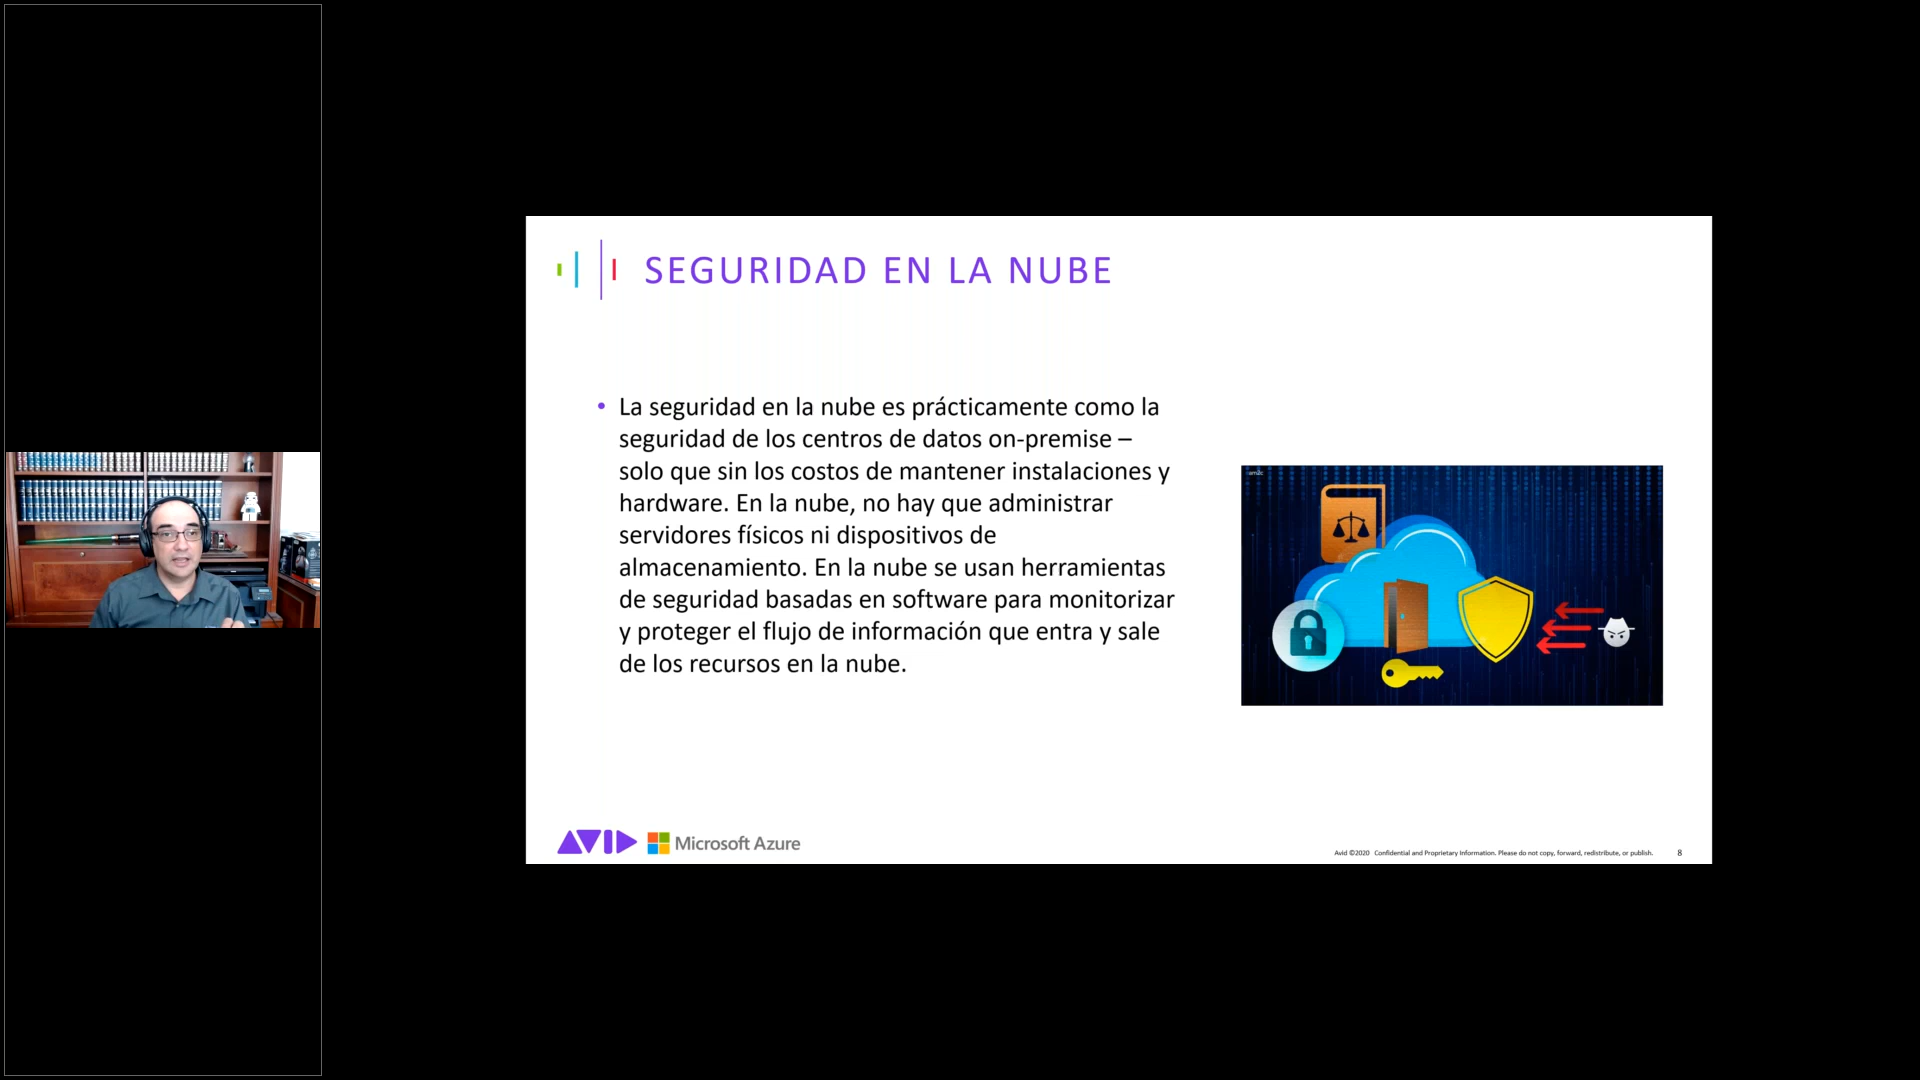 SEGURIDAD EN LA NUBE
• La seguridad en la nube es prácticamente como la
seguridad de los centros de datos on-premise –
solo que sin los costos de mantener instalaciones y
hardware. En la nube, no hay que administrar
servidores físicos ni dispositivos de
almacenamiento. En la nube se usan herramientas
de seguridad basadas en software para monitorizar
y proteger el flujo de información que entra y sale
de los recursos en la nube.
AVID Microsoft Azure
Avid ©2020 Confidential and Proprietary Information. Please do not copy, forward, redistribute, or publish. 8